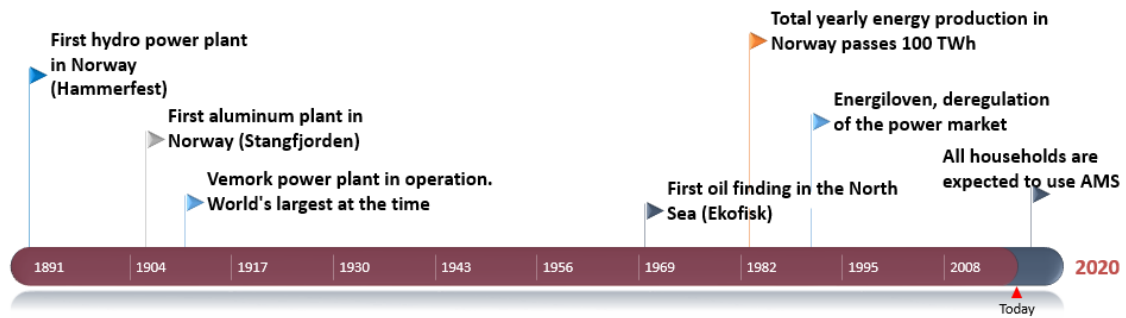 First hydro power plant
in Norway
(Hammerfest)
First aluminum plant in
Norway (Stangfjorden)
Vemork power plant in operation.
World's largest at the time
First oil finding in the North
Sea (Ekofisk)
Total yearly energy production in
Norway passes 100 TWh
Energiloven, deregulation
of the power market
All households are
expected to use AMS
1891 1904 1917 1930 1943 1956 1969 1982 1995 2008 2020
Today